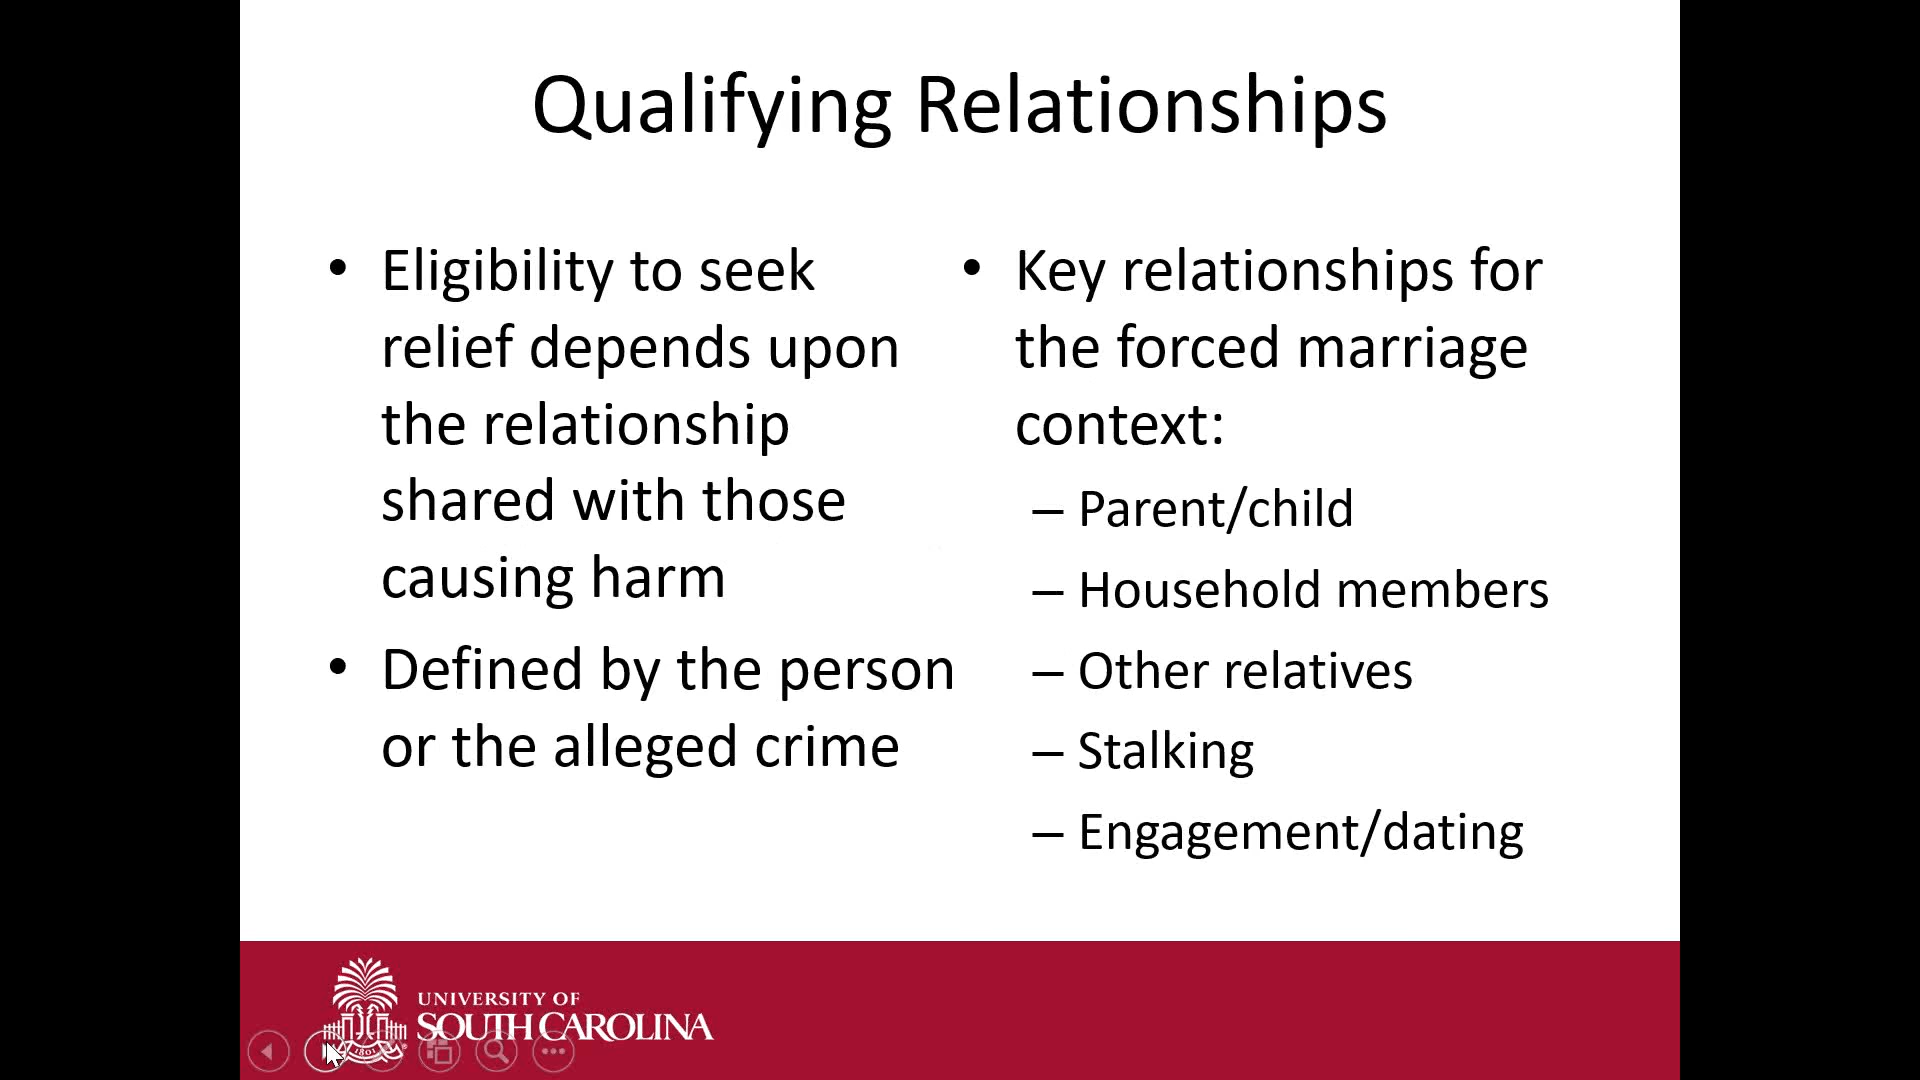 Qualifying Relationships
• Eligibility to seek
relief depends upon
the relationship
shared with those
causing harm
• Defined by the person
or the alleged crime
• Key relationships for
the forced marriage
context:
– Parent/child
– Household members
– Other relatives
– Stalking
– Engagement/dating
UNIVERSITY OF
SOUTH CAROLINA
1801